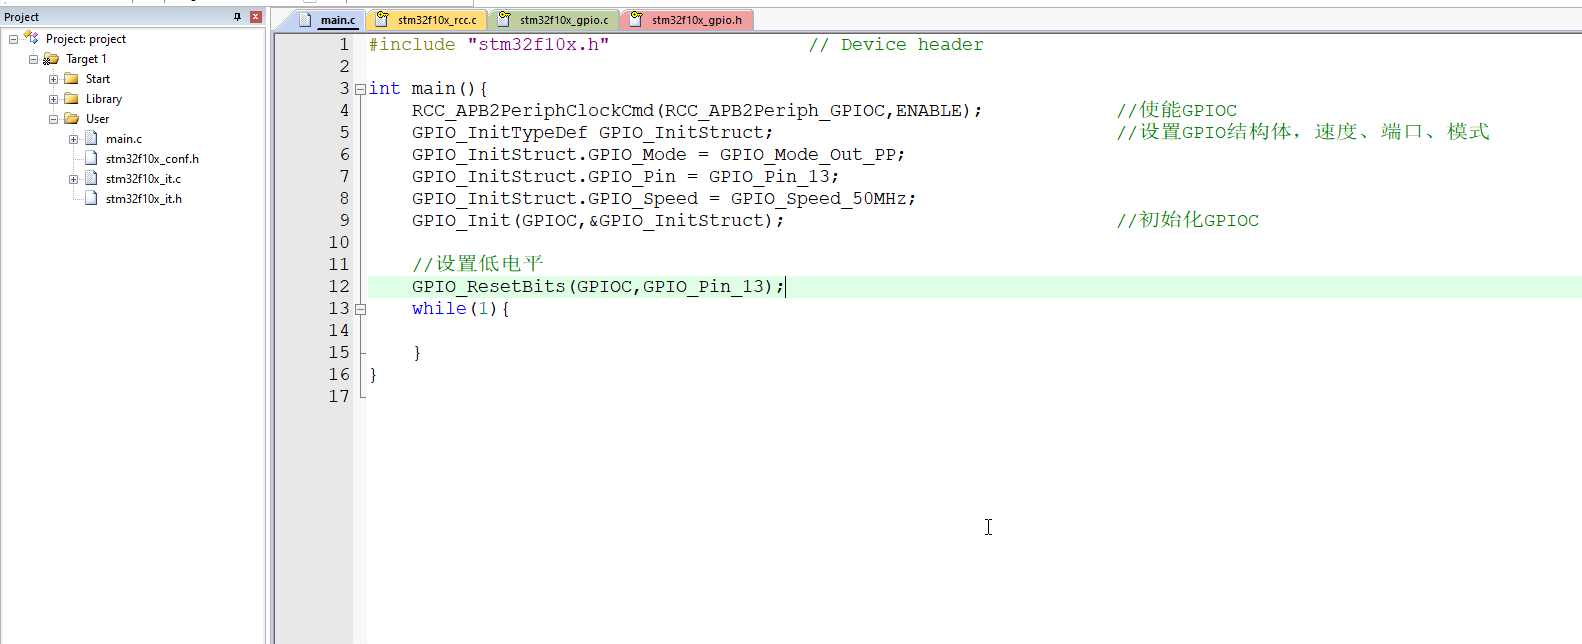 Project
Project: project
Target 1
Start
Library
User
main.c
stm32f10x_conf.h
stm32f10x_it.c
stm32f10x_it.h
main.c stm32f10x_rcc.c stm32f10x_gpio.c stm32f10x_gpio.h
1 #include "stm32f10x.h" // Device header
2
3 int main(){
4 RCC_APB2PeriphClockCmd(RCC_APB2Periph_GPIOC,ENABLE); //使能GPIOC
5 GPIO_InitTypeDef GPIO_InitStruct; //设置GPIO结构体，速度、端口、模式
6 GPIO_InitStruct.GPIO_Mode = GPIO_Mode_Out_PP;
7 GPIO_InitStruct.GPIO_Pin = GPIO_Pin_13;
8 GPIO_InitStruct.GPIO_Speed = GPIO_Speed_50MHz;
9 GPIO_Init(GPIOC,&GPIO_InitStruct); //初始化GPIOC
10
11 //设置低电平
12 GPIO_ResetBits(GPIOC,GPIO_Pin_13);
13 while(1){
14
15 }
16 }
17